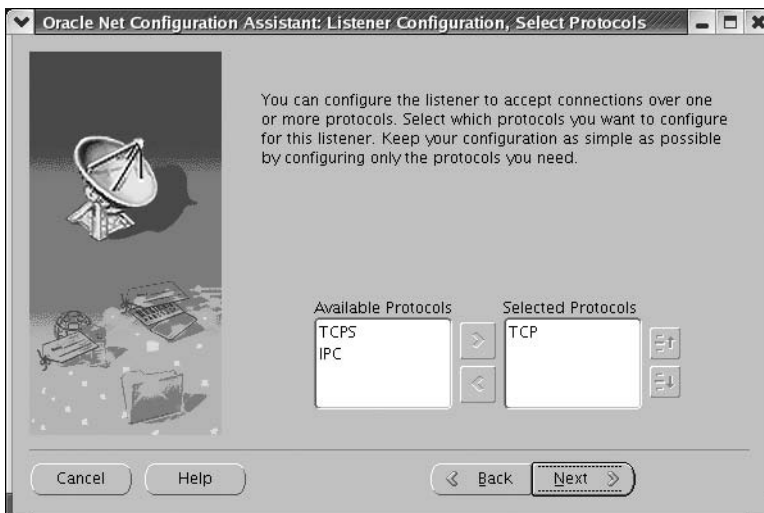 Oracle Net Configuration Assistant: Listener Configuration, Select Protocols
You can configure the listener to accept connections over one
or more protocols. Select which protocols you want to configure
for this listener. Keep your configuration as simple as possible
by configuring only the protocols you need.
Available Protocols
TCPS
IPC
Selected Protocols
TCP
Cancel
Help
Back
Next